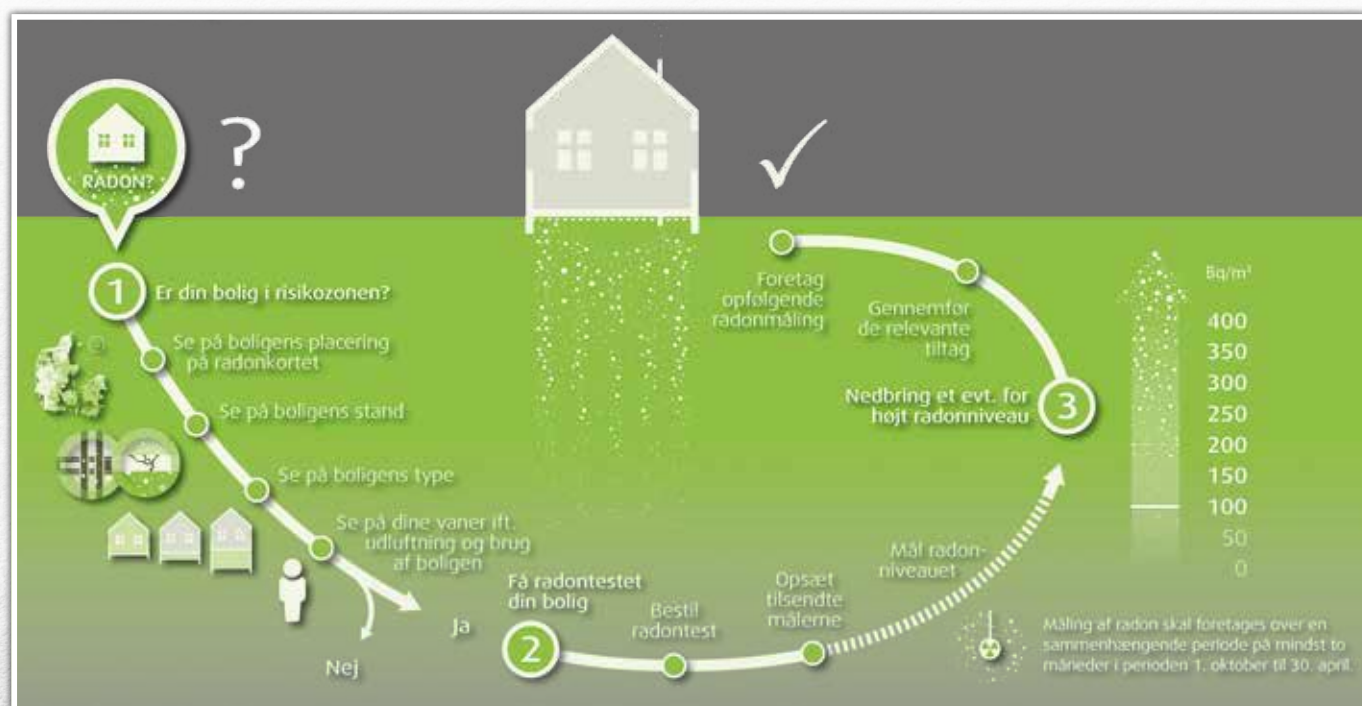 RADON?
?
1
Er din bolig i risikozonen?
Se på boligens placering
på radonkortet
Se på boligens stand
Se på boligens type
Se på dine vaner ift.
udluftning og brug
af boligen
Ja
Nej
2
Få radontestet
din bolig
Bestil
radontest
Opsæt
tilsendte
målerne
Mål radon-
niveauet
3
Nedbring et evt. for
højt radonniveau
Gennemfør
de relevante
tiltag
Foretag
opfølgende
radonmåling
Bq/m³
400
350
300
250
200
150
100
50
0
Måling af radon skal foretages over en
sammenhængende periode på mindst to
måneder i perioden 1. oktober til 30. april.